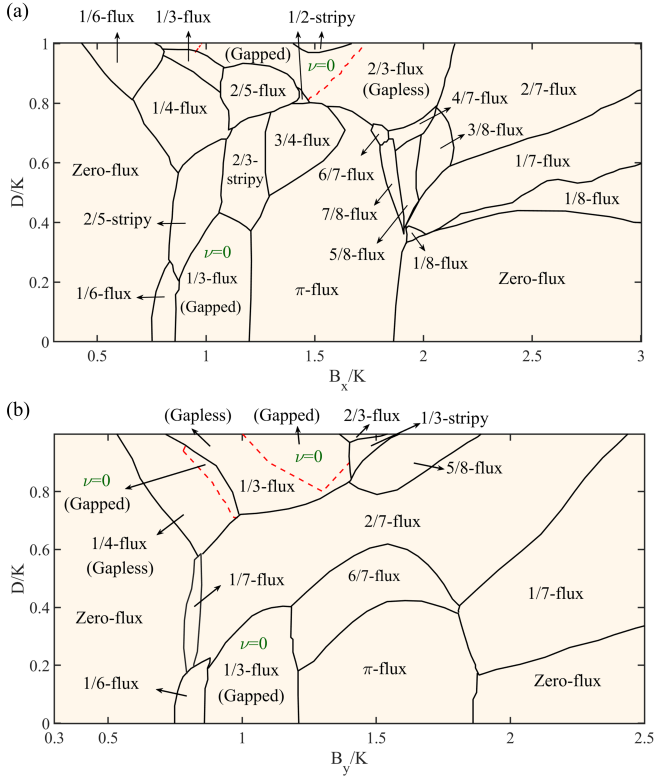 (a)
1/6-flux 1/3-flux 1/2-stripy
1
(Gapped)
ν=0
2/3-flux
(Gapless)
2/5-flux
2/7-flux
0.8
1/4-flux
4/7-flux
3/4-flux
3/8-flux
0.6
Zero-flux
2/3-
stripy
6/7-flux
1/7-flux
D/K
7/8-flux
1/8-flux
0.4
2/5-stripy
ν=0
5/8-flux
1/8-flux
1/3-flux
(Gapped)
Zero-flux
0.2
1/6-flux
π-flux
0
0.5 1 1.5 2 2.5 3
Bx/K
(b)
(Gapless) (Gapped) 2/3-flux 1/3-stripy
1
ν=0
5/8-flux
ν=0
(Gapped)
1/3-flux
0.8
2/7-flux
1/4-flux
(Gapless)
0.6
1/7-flux
6/7-flux
1/7-flux
D/K
0.4
Zero-flux
ν=0
1/3-flux
(Gapped)
π-flux
Zero-flux
0.2
1/6-flux
0
0.3 0.5 1 1.5 2 2.5
By/K